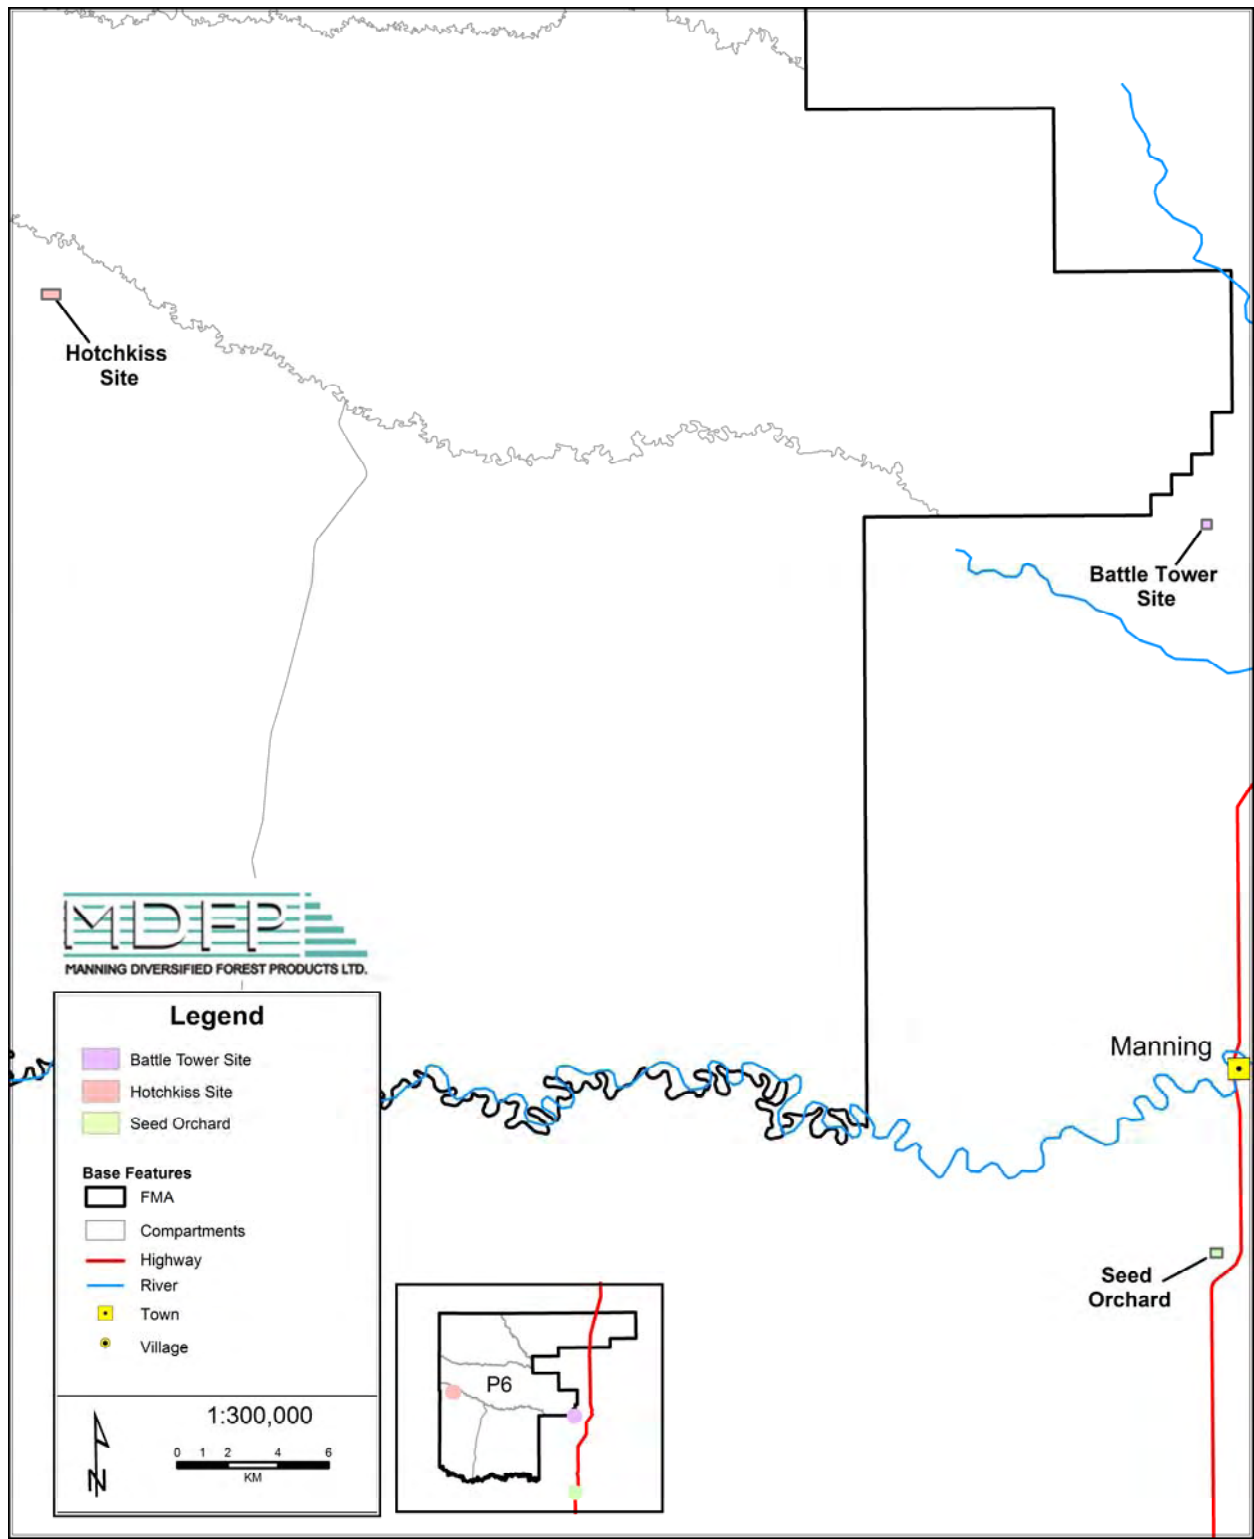 Hotchkiss
Site
Battle Tower
Site
MDFP
MANNING DIVERSIFIED FOREST PRODUCTS LTD.
Manning
Legend
Battle Tower Site
Hotchkiss Site
Seed Orchard
Base Features
FMA
Compartments
Highway
River
Town
Village
1:300,000
0 1 2 4 6
KM
N
P6
Seed
Orchard